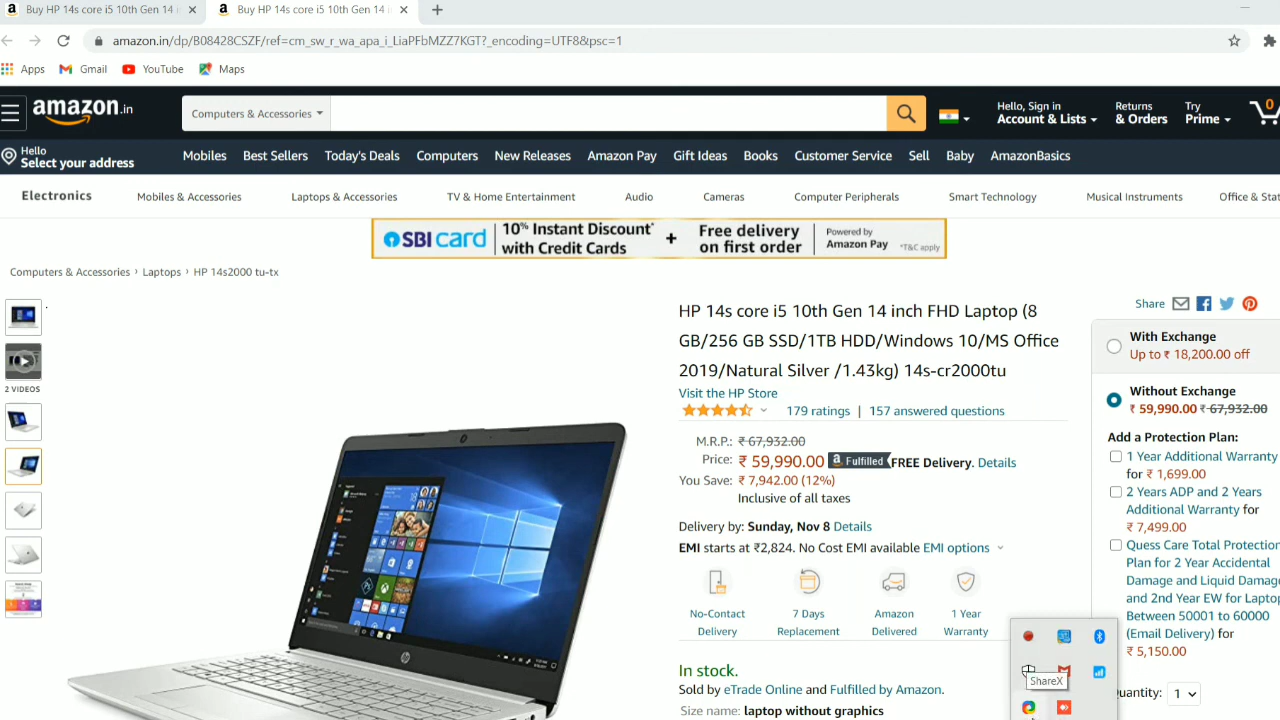 Buy HP 14s core i5 10th Gen 14 i
Buy HP 14s core i5 10th Gen 14 i
amazon.in/dp/B08428CSZF/ref=cm_sw_r_wa_apa_i_LiaPFbMZZ7KGT?_encoding=UTF8&psc=1
Apps Gmail YouTube Maps
amazon.in
Computers & Accessories
Hello, Sign in
Account & Lists
Returns
& Orders
Try
Prime
0
Hello
Select your address
Mobiles Best Sellers Today's Deals Computers New Releases Amazon Pay Gift Ideas Books Customer Service Sell Baby AmazonBasics
Electronics Mobiles & Accessories Laptops & Accessories TV & Home Entertainment Audio Cameras Computer Peripherals Smart Technology Musical Instruments Office & Stat
SBI card
10% Instant Discount*
with Credit Cards
+
Free delivery
on first order
Powered by
Amazon Pay
*T&C apply
Computers & Accessories › Laptops › HP 14s2000 tu-tx
2 VIDEOS
HP 14s core i5 10th Gen 14 inch FHD Laptop (8
GB/256 GB SSD/1TB HDD/Windows 10/MS Office
2019/Natural Silver /1.43kg) 14s-cr2000tu
Visit the HP Store
179 ratings | 157 answered questions
M.R.P.: ₹ 67,932.00
Price: ₹ 59,990.00 a Fulfilled FREE Delivery. Details
You Save: ₹ 7,942.00 (12%)
Inclusive of all taxes
Delivery by: Sunday, Nov 8 Details
EMI starts at ₹2,824. No Cost EMI available EMI options
No-Contact
Delivery
7 Days
Replacement
Amazon
Delivered
1 Year
Warranty
In stock.
Sold by eTrade Online and Fulfilled by Amazon.
Size name: laptop without graphics
Share
With Exchange
Up to ₹ 18,200.00 off
Without Exchange
₹ 59,990.00 ₹ 67,932.00
Add a Protection Plan:
1 Year Additional Warranty
for ₹ 1,699.00
2 Years ADP and 2 Years
Additional Warranty for
₹ 7,499.00
Quess Care Total Protection
Plan for 2 Year Accidental
Damage and Liquid Damag
and 2nd Year EW for Laptop
Between 50001 to 60000
(Email Delivery) for
₹ 5,150.00
ShareX
uantity: 1
hp